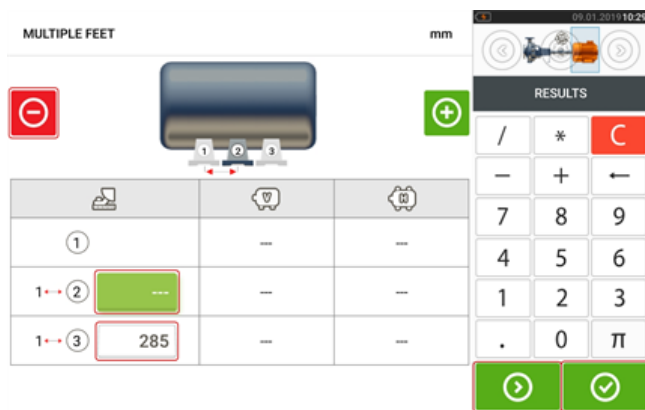 MULTIPLE FEET mm
09.01.2019 10:29
RESULTS
1 2 3
V H
/ * C
− + ←
7 8 9
4 5 6
1 2 3
. 0 π
1 --- ---
1↔2 --- --- ---
1↔3 285 --- ---